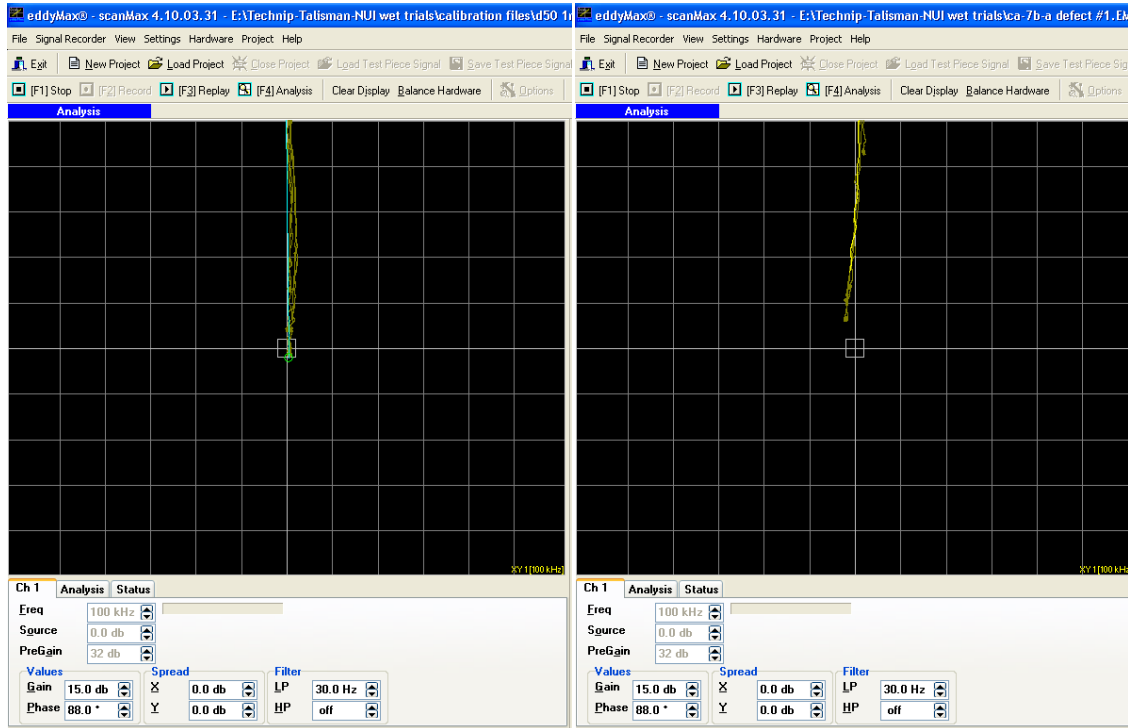 eddyMax® - scanMax 4.10.03.31 - E:\Technip-Talisman-NUI wet trials\calibration files\d50 1
File Signal Recorder View Settings Hardware Project Help
Exit New Project Load Project Close Project Load Test Piece Signal Save Test Piece Signal
[F1] Stop [F2] Record [F3] Replay [F4] Analysis Clear Display Balance Hardware Options
Analysis
XY 1[100 kHz]
Ch 1 Analysis Status
Freq 100 kHz
Source 0.0 db
PreGain 32 db
Values Spread Filter
Gain 15.0 db X 0.0 db LP 30.0 Hz
Phase 88.0 ° Y 0.0 db HP off
eddyMax® - scanMax 4.10.03.31 - E:\Technip-Talisman-NUI wet trials\ca-7b-a defect #1.EM
File Signal Recorder View Settings Hardware Project Help
Exit New Project Load Project Close Project Load Test Piece Signal Save Test Piece Sig
[F1] Stop [F2] Record [F3] Replay [F4] Analysis Clear Display Balance Hardware Options
Analysis
XY 1[100 kHz]
Ch 1 Analysis Status
Freq 100 kHz
Source 0.0 db
PreGain 32 db
Values Spread Filter
Gain 15.0 db X 0.0 db LP 30.0 Hz
Phase 88.0 ° Y 0.0 db HP off